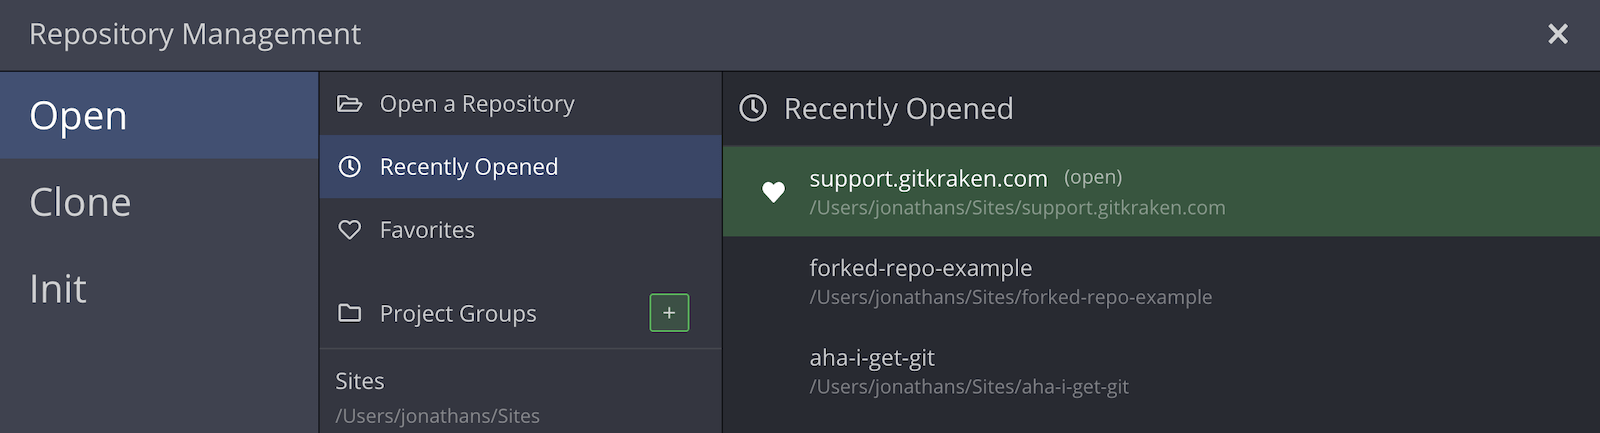 Repository Management
Open
Clone
Init
Open a Repository
Recently Opened
Favorites
Project Groups
+
Sites
/Users/jonathans/Sites
Recently Opened
support.gitkraken.com (open)
/Users/jonathans/Sites/support.gitkraken.com
forked-repo-example
/Users/jonathans/Sites/forked-repo-example
aha-i-get-git
/Users/jonathans/Sites/aha-i-get-git